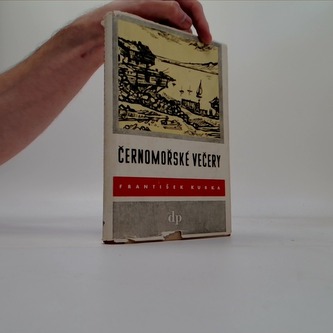 ČERNOMOŘSKÉ VEČERY
FRANTIŠEK KUBKA
dp